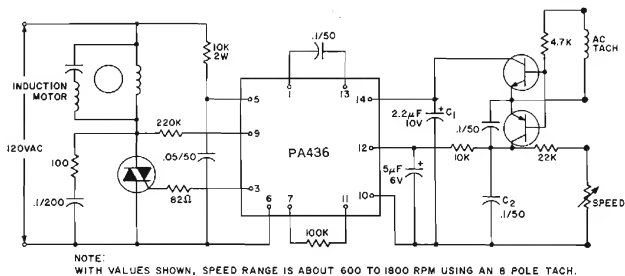 10K
2W
.1/50
4.7K
AC
TACH
INDUCTION
MOTOR
1
13
5
14
2.2µF
10V
+
C1
.1/50
220K
9
PA436
120VAC
100
.05/50
12
10K
22K
5µF
6V
+
3
82Ω
10
C2
.1/50
SPEED
.1/200
6
7
11
100K
NOTE:
WITH VALUES SHOWN, SPEED RANGE IS ABOUT 600 TO 1800 RPM USING AN 8 POLE TACH.